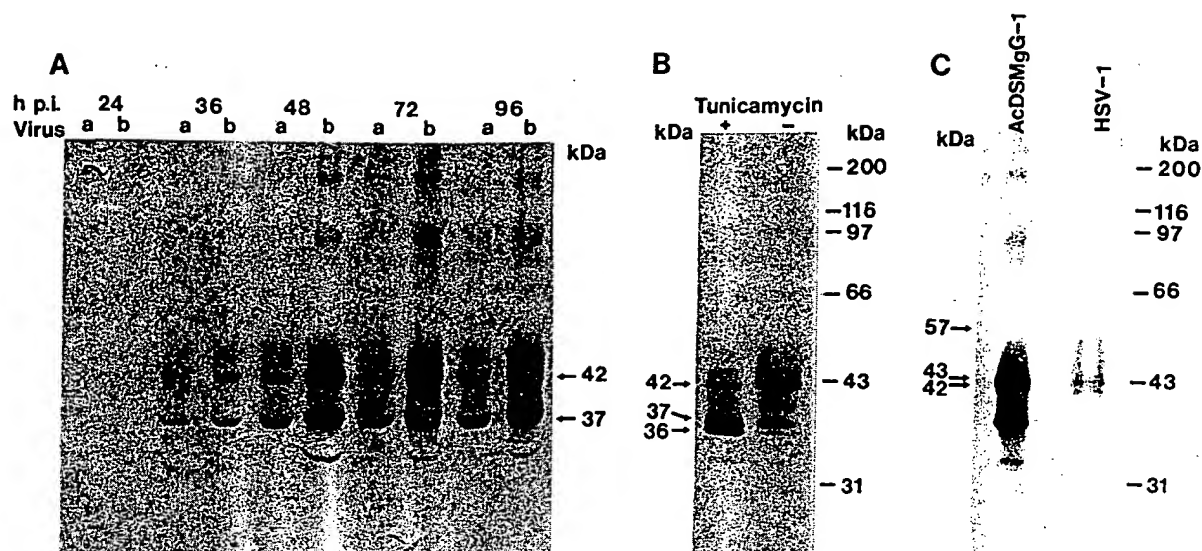 A
h p.i. 24 36 48 72 96
Virus a b a b a b a b a b
kDa
42
37
B
Tunicamycin
kDa + − kDa
200
116
97
66
42
43
37
36
31
C
AcDSMgG-1
HSV-1
kDa
kDa
200
116
97
66
57
43
42
43
31